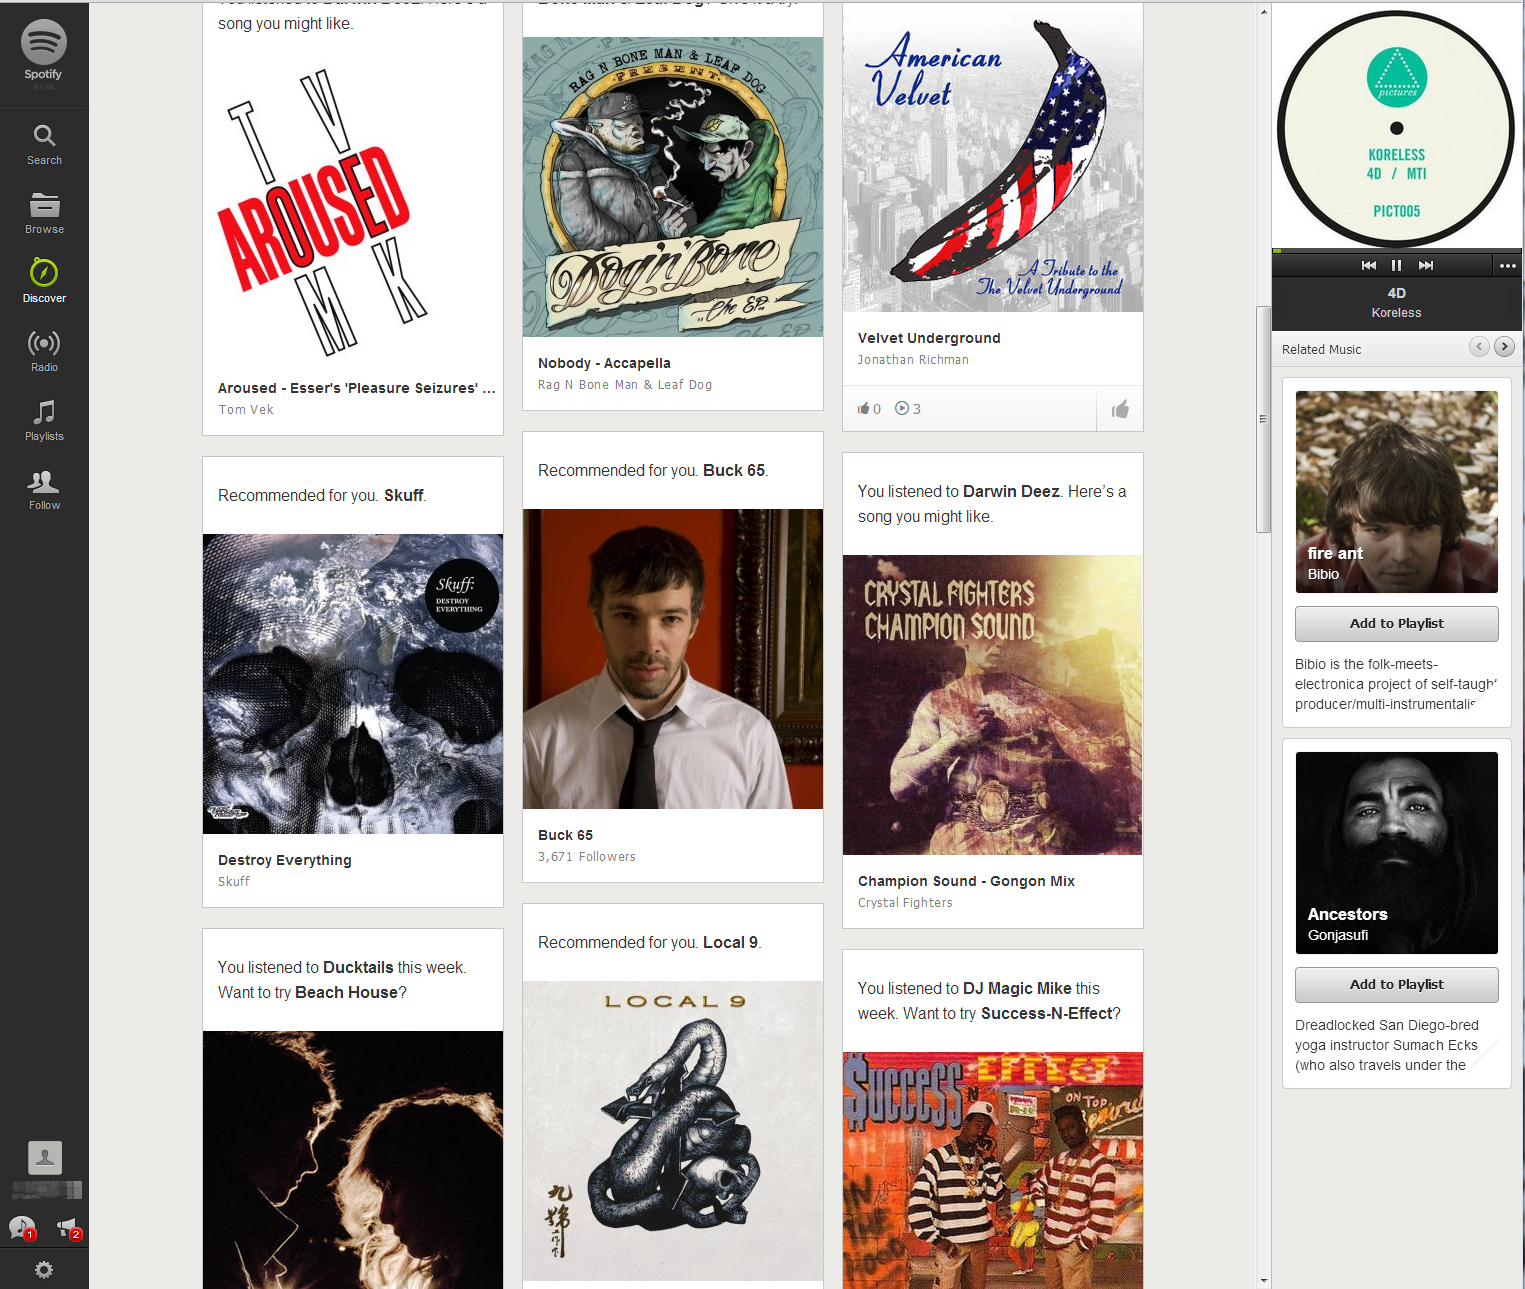 Spotify
BETA
Search
Browse
Discover
Radio
Playlists
Follow
1
2
song you might like.
TV
AROUSED
MK
Aroused - Esser's 'Pleasure Seizures' ...
Tom Vek
Recommended for you. Skuff.
Skuff:
DESTROY
EVERYTHING
Destroy Everything
Skuff
You listened to Ducktails this week.
Want to try Beach House?
RAG N BONE MAN & LEAF DOG
PRESENT
Dog'n'Bone
..the EP..
Nobody - Accapella
Rag N Bone Man & Leaf Dog
Recommended for you. Buck 65.
Buck 65
3,671 Followers
Recommended for you. Local 9.
LOCAL 9
American
Velvet
A Tribute to the
The Velvet Underground
Velvet Underground
Jonathan Richman
0 3
You listened to Darwin Deez. Here's a
song you might like.
CRYSTAL FIGHTERS
CHAMPION SOUND
Champion Sound - Gongon Mix
Crystal Fighters
You listened to DJ Magic Mike this
week. Want to try Success-N-Effect?
$UCCESS N EFFECT
ON TOP
pictures
KORELESS
4D / MTI
PICT005
4D
Koreless
Related Music
fire ant
Bibio
Add to Playlist
Bibio is the folk-meets-
electronica project of self-taugh
producer/multi-instrumentalis
Ancestors
Gonjasufi
Add to Playlist
Dreadlocked San Diego-bred
yoga instructor Sumach Ecks
(who also travels under the